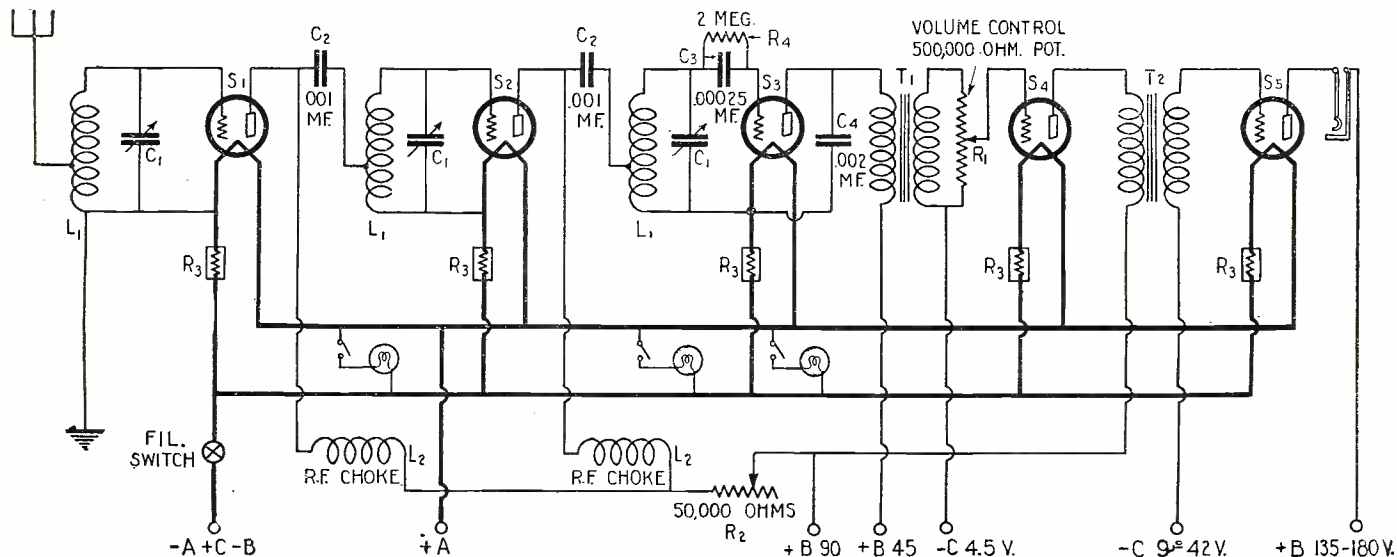 2 MEG.
R4
VOLUME CONTROL
500,000 OHM. POT.
C2
C2
C3
S1
S2
S3
T1
S4
T2
S5
.001
MF.
.001
MF.
.00025
MF.
C4
.002
MF.
C1
C1
C1
R1
L1
L1
L1
R3
R3
R3
R3
R3
FIL.
SWITCH
L2
R.F. CHOKE
L2
R.F. CHOKE
50,000 OHMS
R2
-A +C -B
+A
+B 90
+B 45
-C 4.5 V.
-C 9 = 42 V.
+B 135-180 V.